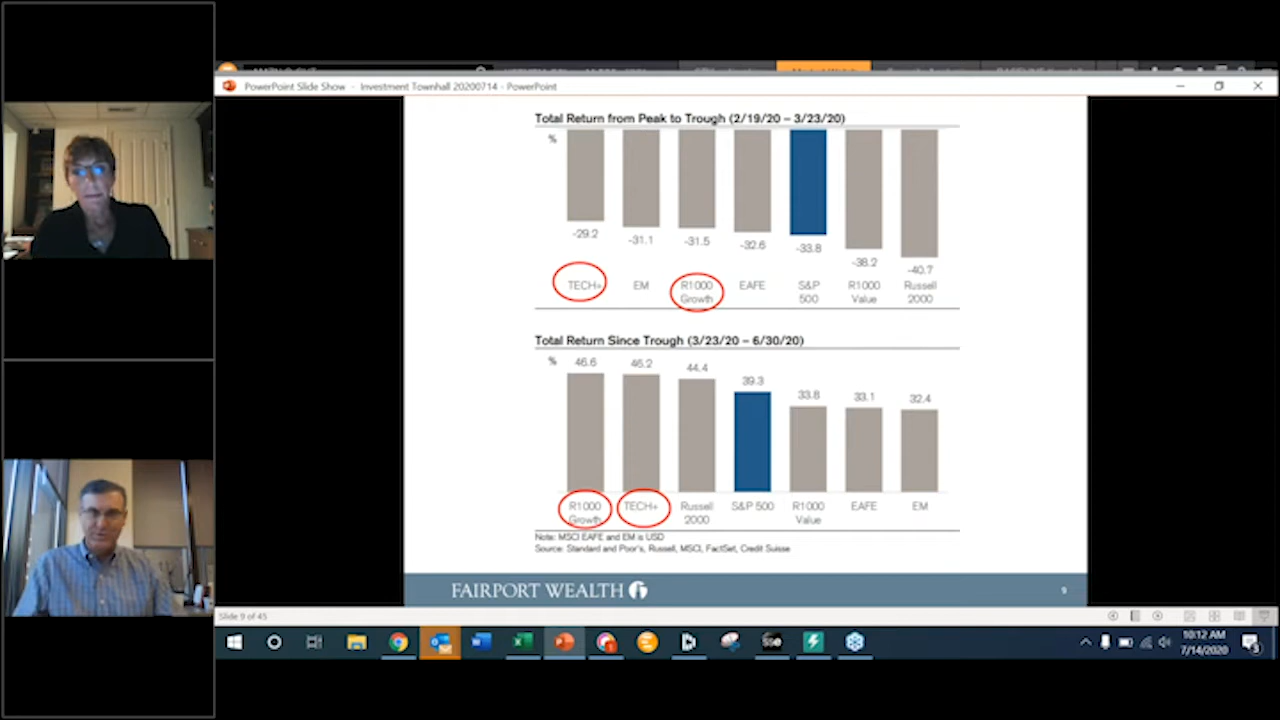 PowerPoint Slide Show - Investment Townhall 20200714 - PowerPoint
Total Return from Peak to Trough (2/19/20 – 3/23/20)
%
-29.2
-31.1
-31.5
-32.6
-33.8
-38.2
-40.7
TECH+
EM
R1000
Growth
EAFE
S&P
500
R1000
Value
Russell
2000
Total Return Since Trough (3/23/20 – 6/30/20)
%
46.6
46.2
44.4
39.3
33.8
33.1
32.4
R1000
Growth
TECH+
Russell
2000
S&P 500
R1000
Value
EAFE
EM
Note: MSCI EAFE and EM is USD
Source: Standard and Poor's, Russell, MSCI, FactSet, Credit Suisse
FAIRPORT WEALTH
9
Slide 9 of 45
10:12 AM
7/14/2020
3